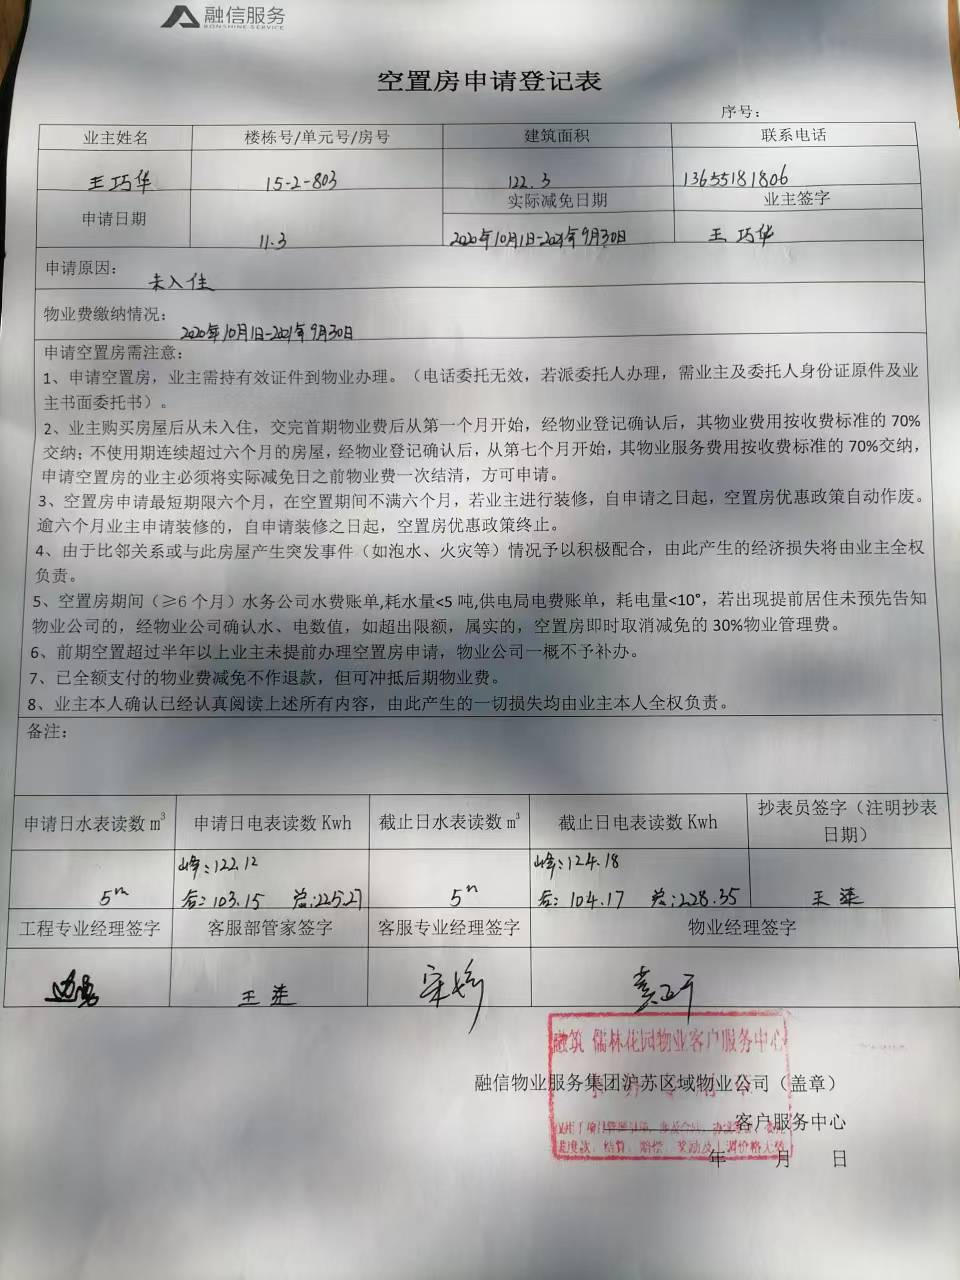 融信服务
RONSHINE SERVICE
空置房申请登记表
序号：
业主姓名 楼栋号/单元号/房号 建筑面积 联系电话
王巧华 15-2-803 122.3 13655181806
申请日期 11.3 实际减免日期 业主签字
2020年10月1日-2021年9月30日 王巧华
申请原因：
未入住
物业费缴纳情况：
2020年10月1日-2021年9月30日
申请空置房需注意：
1、申请空置房，业主需持有效证件到物业办理。（电话委托无效，若派委托人办理，需业主及委托人身份证原件及业
主书面委托书）。
2、业主购买房屋后从未入住，交完首期物业费后从第一个月开始，经物业登记确认后，其物业费用按收费标准的 70%
交纳；不使用期连续超过六个月的房屋，经物业登记确认后，从第七个月开始，其物业服务费用按收费标准的 70%交纳，
申请空置房的业主必须将实际减免日之前物业费一次结清，方可申请。
3、空置房申请最短期限六个月，在空置期间不满六个月，若业主进行装修，自申请之日起，空置房优惠政策自动作废。
逾六个月业主申请装修的，自申请装修之日起，空置房优惠政策终止。
4、由于比邻关系或与此房屋产生突发事件（如泡水、火灾等）情况予以积极配合，由此产生的经济损失将由业主全权
负责。
5、空置房期间（≥6 个月）水务公司水费账单,耗水量<5 吨,供电局电费账单，耗电量<10°，若出现提前居住未预先告知
物业公司的，经物业公司确认水、电数值，如超出限额，属实的，空置房即时取消减免的 30%物业管理费。
6、前期空置超过半年以上业主未提前办理空置房申请，物业公司一概不予补办。
7、已全额支付的物业费减免不作退款，但可冲抵后期物业费。
8、业主本人确认已经认真阅读上述所有内容，由此产生的一切损失均由业主本人全权负责。
备注：
申请日水表读数 m³ 申请日电表读数 Kwh 截止日水表读数 m³ 截止日电表读数 Kwh 抄表员签字（注明抄表
日期）
峰：122.12 峰：124.18
5 谷：103.15 总：225.27 5 谷：104.17 总：228.35 王莲
工程专业经理签字 客服部管家签字 客服专业经理签字 物业经理签字
王莲
融筑 儒林花园物业客户服务中心
融信物业服务集团沪苏区域物业公司（盖章）
客户服务中心
年 月 日